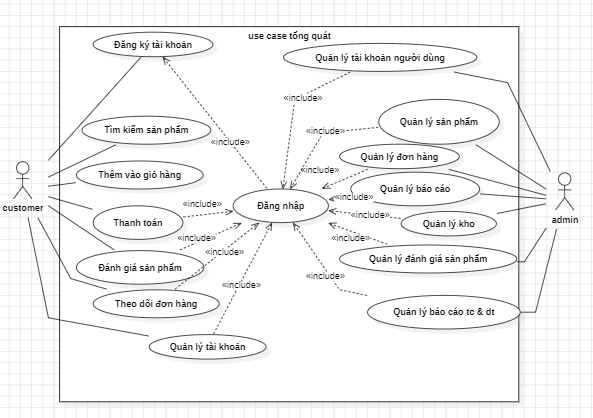 use case tổng quát
Đăng ký tài khoản
Quản lý tài khoản người dùng
«include»
Quản lý sản phẩm
Tìm kiếm sản phẩm
«include»
«include»
Quản lý đơn hàng
Thêm vào giỏ hàng
«include»
Quản lý báo cáo
«include»
customer
«include»
Đăng nhập
«include»
admin
Thanh toán
Quản lý kho
«include»
«include»
Quản lý đánh giá sản phẩm
«include»
Đánh giá sản phẩm
«include»
«include»
Theo dõi đơn hàng
Quản lý báo cáo tc & dt
Quản lý tài khoản